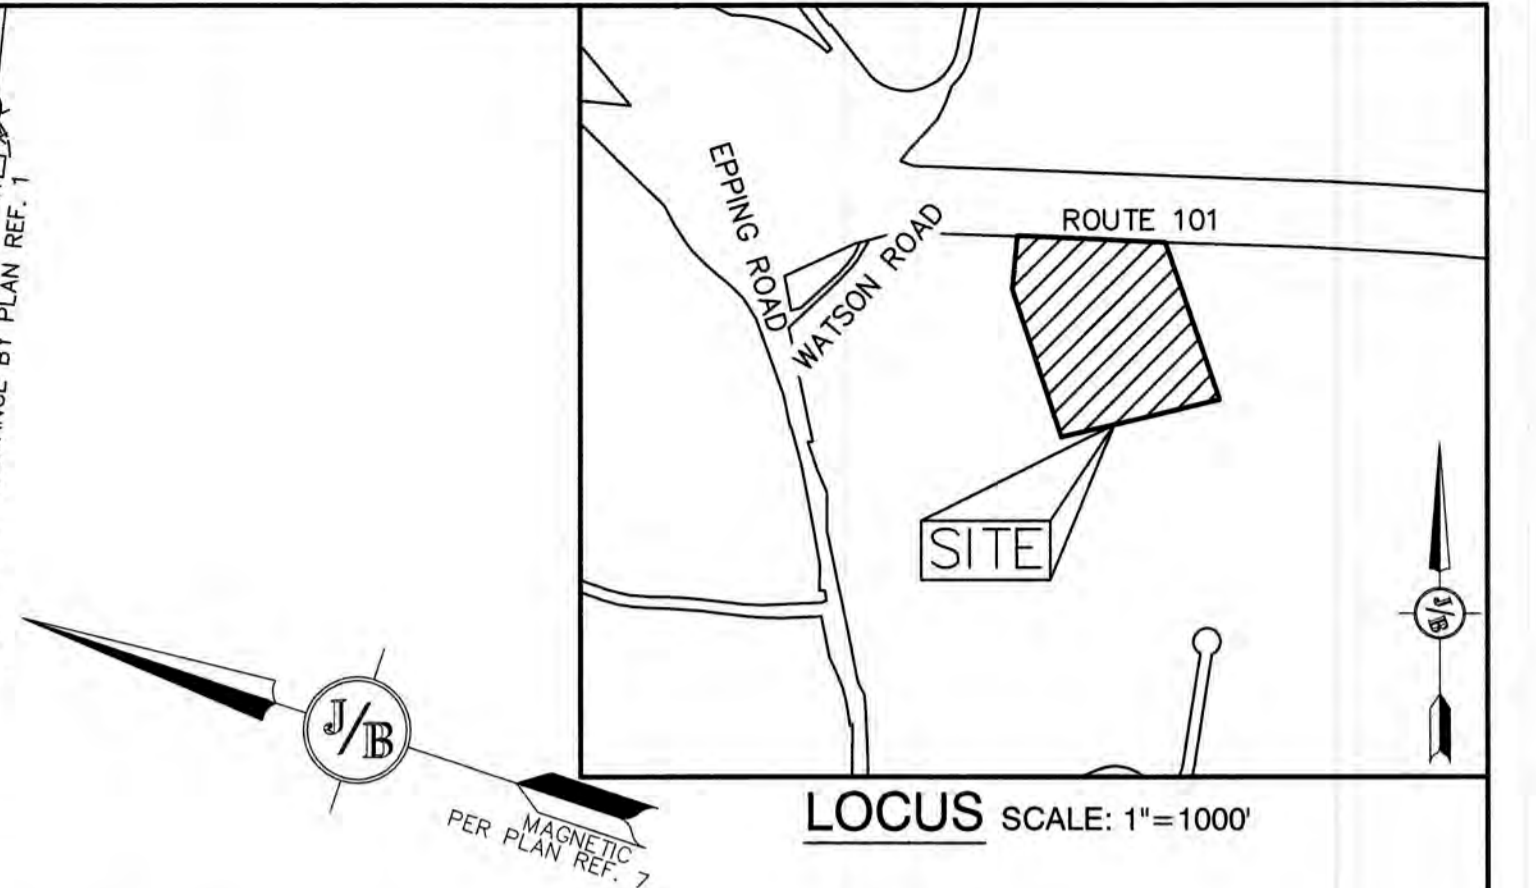 BY PLAN REF. 1
EPPING ROAD
WATSON ROAD
ROUTE 101
SITE
J/B
J/B
MAGNETIC
PER PLAN REF. 7
LOCUS SCALE: 1"=1000'